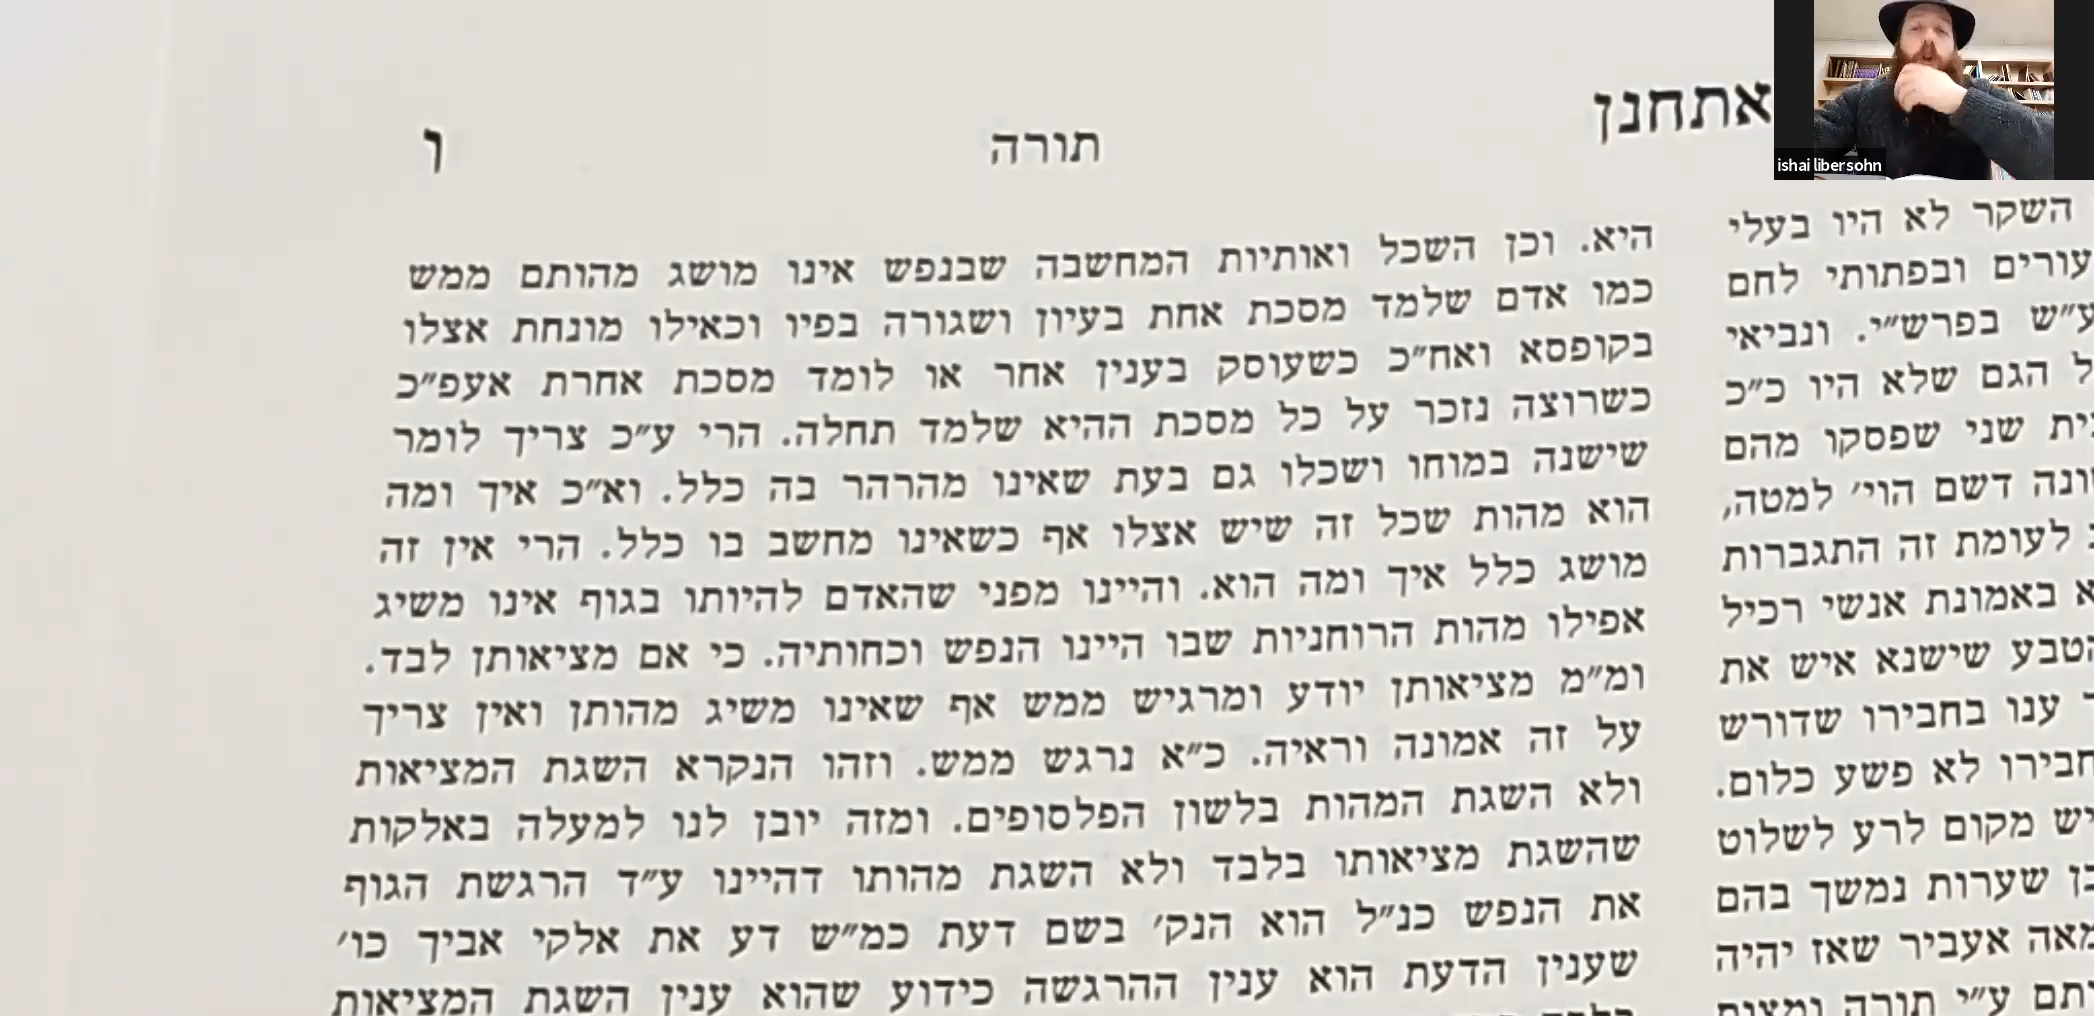 אתחנן
תורה
ו
ishai libersohn
השקר לא היו בעלי
עורים ובפתותי לחם
ע״ש בפרש״י. ונביאי
ל הגם שלא היו כ״כ
ית שני שפסקו מהם
ונה דשם הוי׳ למטה,
לעומת זה התגברות
א באמונת אנשי רכיל
הטבע שישנא איש את
ר ענו בחבירו שדורש
חבירו לא פשע כלום.
יש מקום לרע לשלוט
כן שערות נמשך בהם
מאה אעביר שאז יהיה
ותם ע״י תורה ומצות
היא. וכן השכל ואותיות המחשבה שבנפש אינו מושג מהותם ממש
כמו אדם שלמד מסכת אחת בעיון ושגורה בפיו וכאילו מונחת אצלו
בקופסא ואח״כ כשעוסק בענין אחר או לומד מסכת אחרת אעפ״כ
כשרוצה נזכר על כל מסכת ההיא שלמד תחלה. הרי ע״כ צריך לומר
שישנה במוחו ושכלו גם בעת שאינו מהרהר בה כלל. וא״כ איך ומה
הוא מהות שכל זה שיש אצלו אף כשאינו מחשב בו כלל. הרי אין זה
מושג כלל איך ומה הוא. והיינו מפני שהאדם להיותו בגוף אינו משיג
אפילו מהות הרוחניות שבו היינו הנפש וכחותיה. כי אם מציאותן לבד.
ומ״מ מציאותן יודע ומרגיש ממש אף שאינו משיג מהותן ואין צריך
על זה אמונה וראיה. כ״א נרגש ממש. וזהו הנקרא השגת המציאות
ולא השגת המהות בלשון הפלסופים. ומזה יובן לנו למעלה באלקות
שהשגת מציאותו בלבד ולא השגת מהותו דהיינו ע״ד הרגשת הגוף
את הנפש כנ״ל הוא הנק׳ בשם דעת כמ״ש דע את אלקי אביך כו׳
שענין הדעת הוא ענין ההרגשה כידוע שהוא ענין השגת המציאות